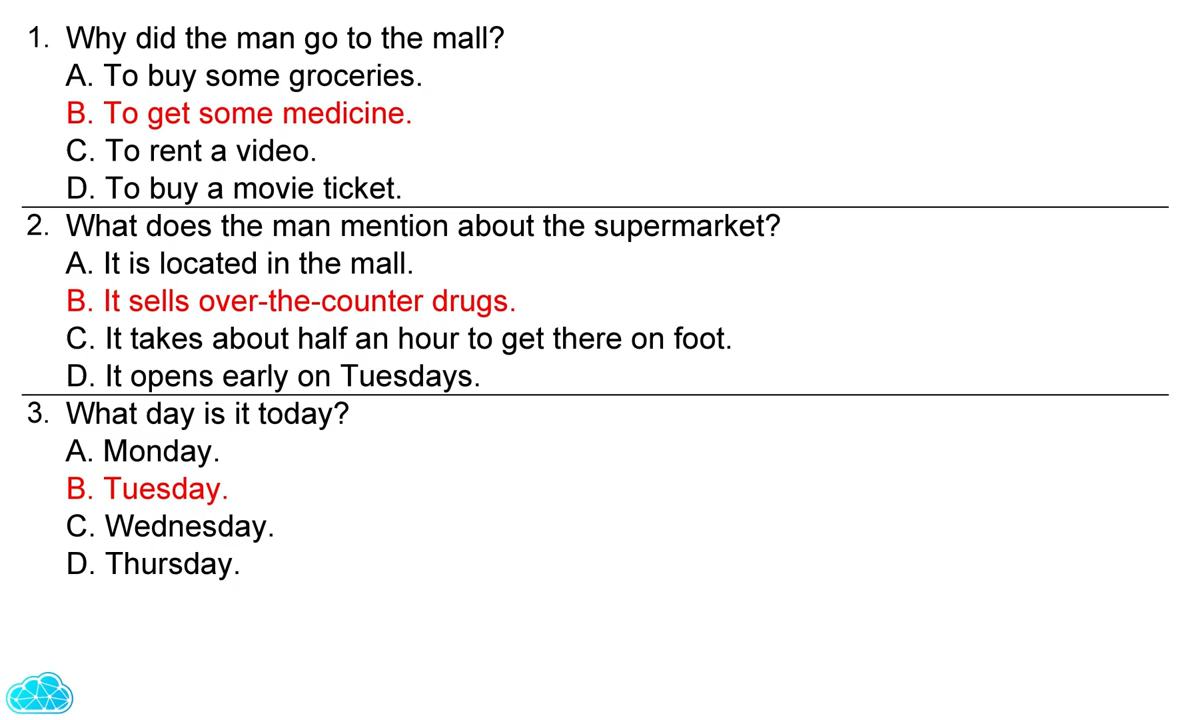 1. Why did the man go to the mall?
A. To buy some groceries.
B. To get some medicine.
C. To rent a video.
D. To buy a movie ticket.
2. What does the man mention about the supermarket?
A. It is located in the mall.
B. It sells over-the-counter drugs.
C. It takes about half an hour to get there on foot.
D. It opens early on Tuesdays.
3. What day is it today?
A. Monday.
B. Tuesday.
C. Wednesday.
D. Thursday.